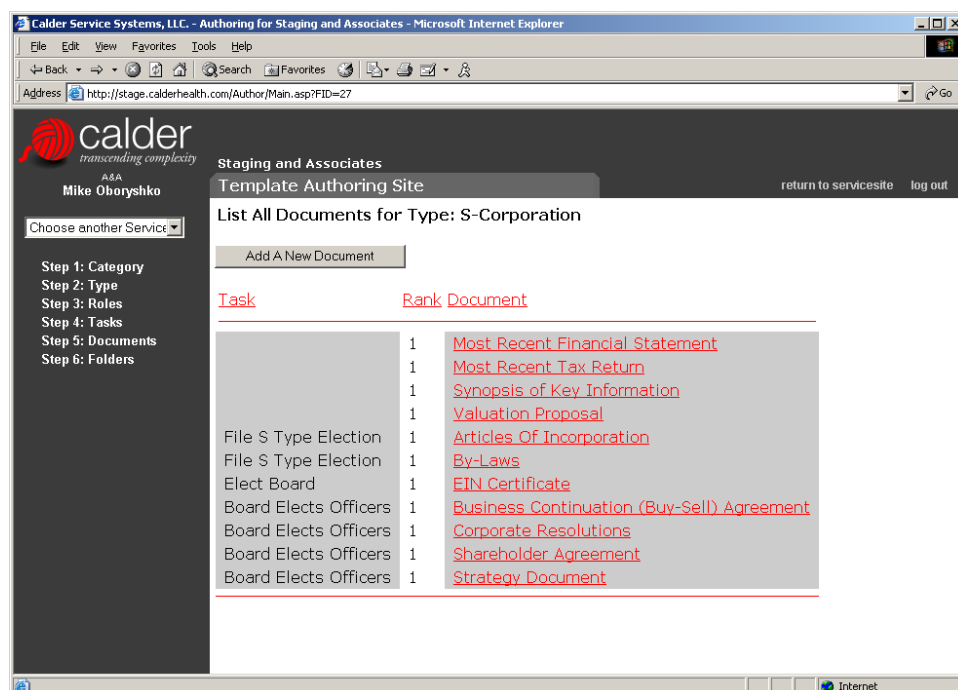 Calder Service Systems, LLC. - Authoring for Staging and Associates - Microsoft Internet Explorer
File Edit View Favorites Tools Help
Back Search Favorites
Address http://stage.calderhealth.com/Author/Main.asp?FID=27 Go
calder
transcending complexity
A&A
Mike Oboryshko
Staging and Associates
Template Authoring Site return to servicesite log out
Choose another Service
Step 1: Category
Step 2: Type
Step 3: Roles
Step 4: Tasks
Step 5: Documents
Step 6: Folders
List All Documents for Type: S-Corporation
Add A New Document
Task Rank Document
1 Most Recent Financial Statement
1 Most Recent Tax Return
1 Synopsis of Key Information
1 Valuation Proposal
File S Type Election 1 Articles Of Incorporation
File S Type Election 1 By-Laws
Elect Board 1 EIN Certificate
Board Elects Officers 1 Business Continuation (Buy-Sell) Agreement
Board Elects Officers 1 Corporate Resolutions
Board Elects Officers 1 Shareholder Agreement
Board Elects Officers 1 Strategy Document
Internet